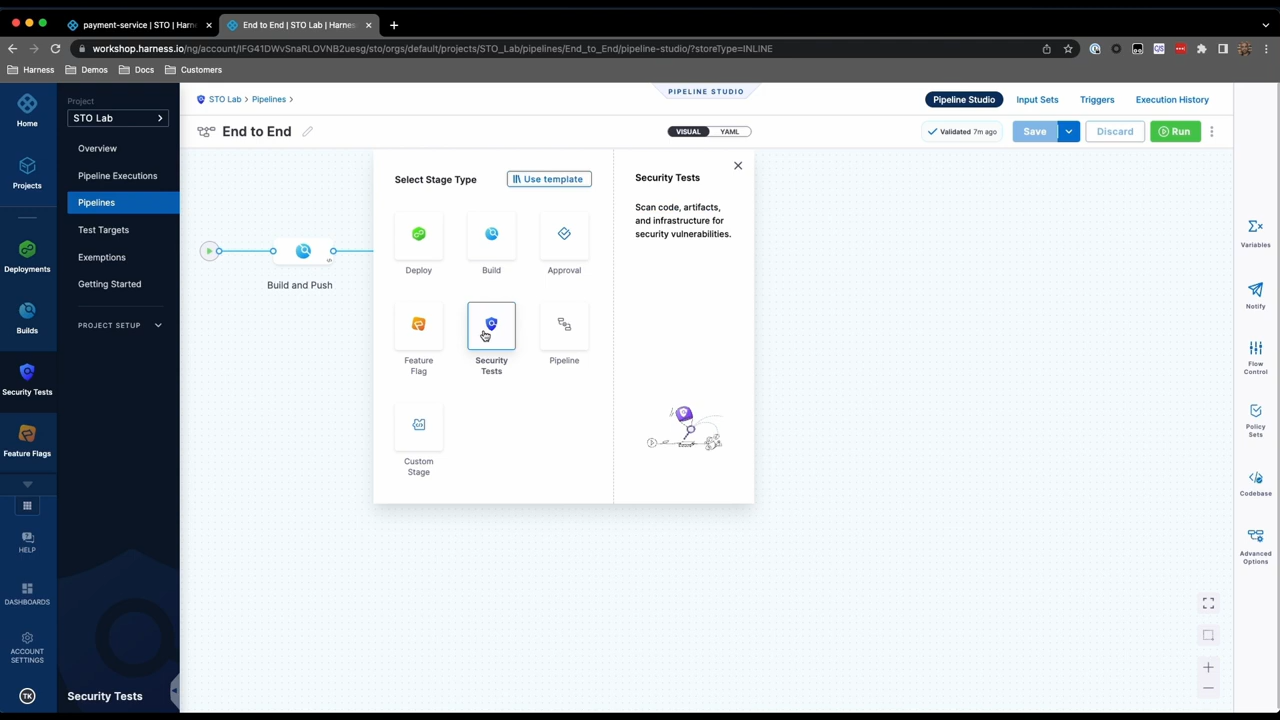 payment-service | STO | Harn
End to End | STO Lab | Harnes
workshop.harness.io/ng/account/IFG41DWvSnaRLOVNB2uesg/sto/orgs/default/projects/STO_Lab/pipelines/End_to_End/pipeline-studio/?storeType=INLINE
Harness
Demos
Docs
Customers
Home
Projects
Deployments
Builds
Security Tests
Feature Flags
HELP
DASHBOARDS
ACCOUNT
SETTINGS
TK
Project
STO Lab
Overview
Pipeline Executions
Pipelines
Test Targets
Exemptions
Getting Started
PROJECT SETUP
Security Tests
STO Lab > Pipelines >
PIPELINE STUDIO
Pipeline Studio
Input Sets
Triggers
Execution History
End to End
VISUAL
YAML
Validated 7m ago
Save
Discard
Run
Build and Push
Select Stage Type
Use template
Deploy
Build
Approval
Feature
Flag
Security
Tests
Pipeline
Custom
Stage
Security Tests
Scan code, artifacts,
and infrastructure for
security vulnerabilities.
Variables
Notify
Flow
Control
Policy
Sets
Codebase
Advanced
Options